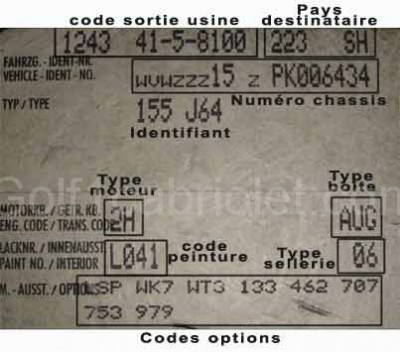 code sortie usine Pays destinataire
1243 41-5-8100 223 SH
FAHRZG.-IDENT-NR.
VEHICLE-IDENT-NO. WVWZZZ15 Z PK006434
Numéro chassis
TYP/TYPE 155 J64
Identifiant
Type moteur Type boite
MOTORKB./GETR.KB.
ENG.CODE/TRANS.CODE 2H AUG
LACKNR./INNENAUSST.
PAINT NO./INTERIOR L041 code peinture Type sellerie 06
M.-AUSST./OPTIONS SP WK7 WT3 133 462 707
753 979
Codes options